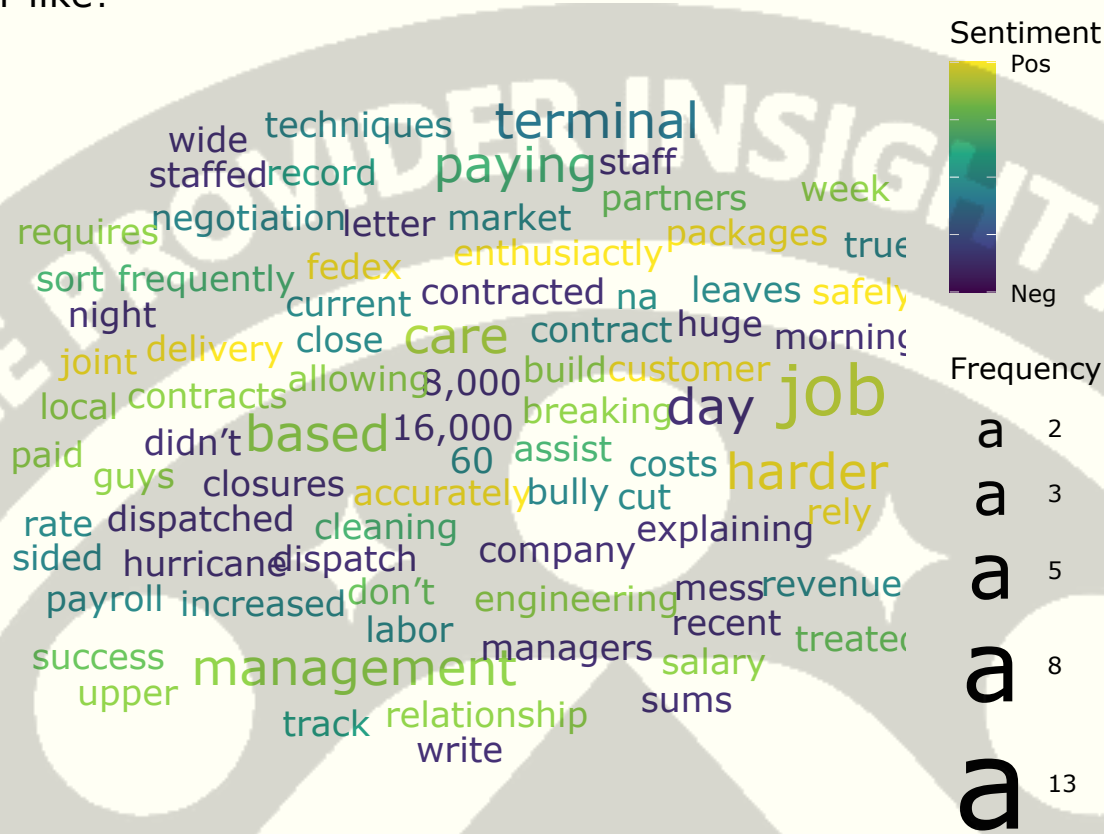 r like?
Sentiment
Pos
Neg
Frequency
a 2
a 3
a 5
a 8
a 13
PROVIDER INSIGHT
wide techniques terminal
staffed record paying staff
partners week
requires negotiation letter market
enthusiactly packages true
sort frequently fedex
night current contracted na leaves safely
joint delivery close care contract huge morning
allowing 8,000 build customer job
local contracts breaking day
didn't based 16,000
paid 60 assist costs harder
guys closures accurately bully cut
rate dispatched cleaning explaining rely
sided hurricane dispatch company
payroll increased don't engineering mess revenue
labor recent
success management managers salary treated
upper sums
track relationship
write